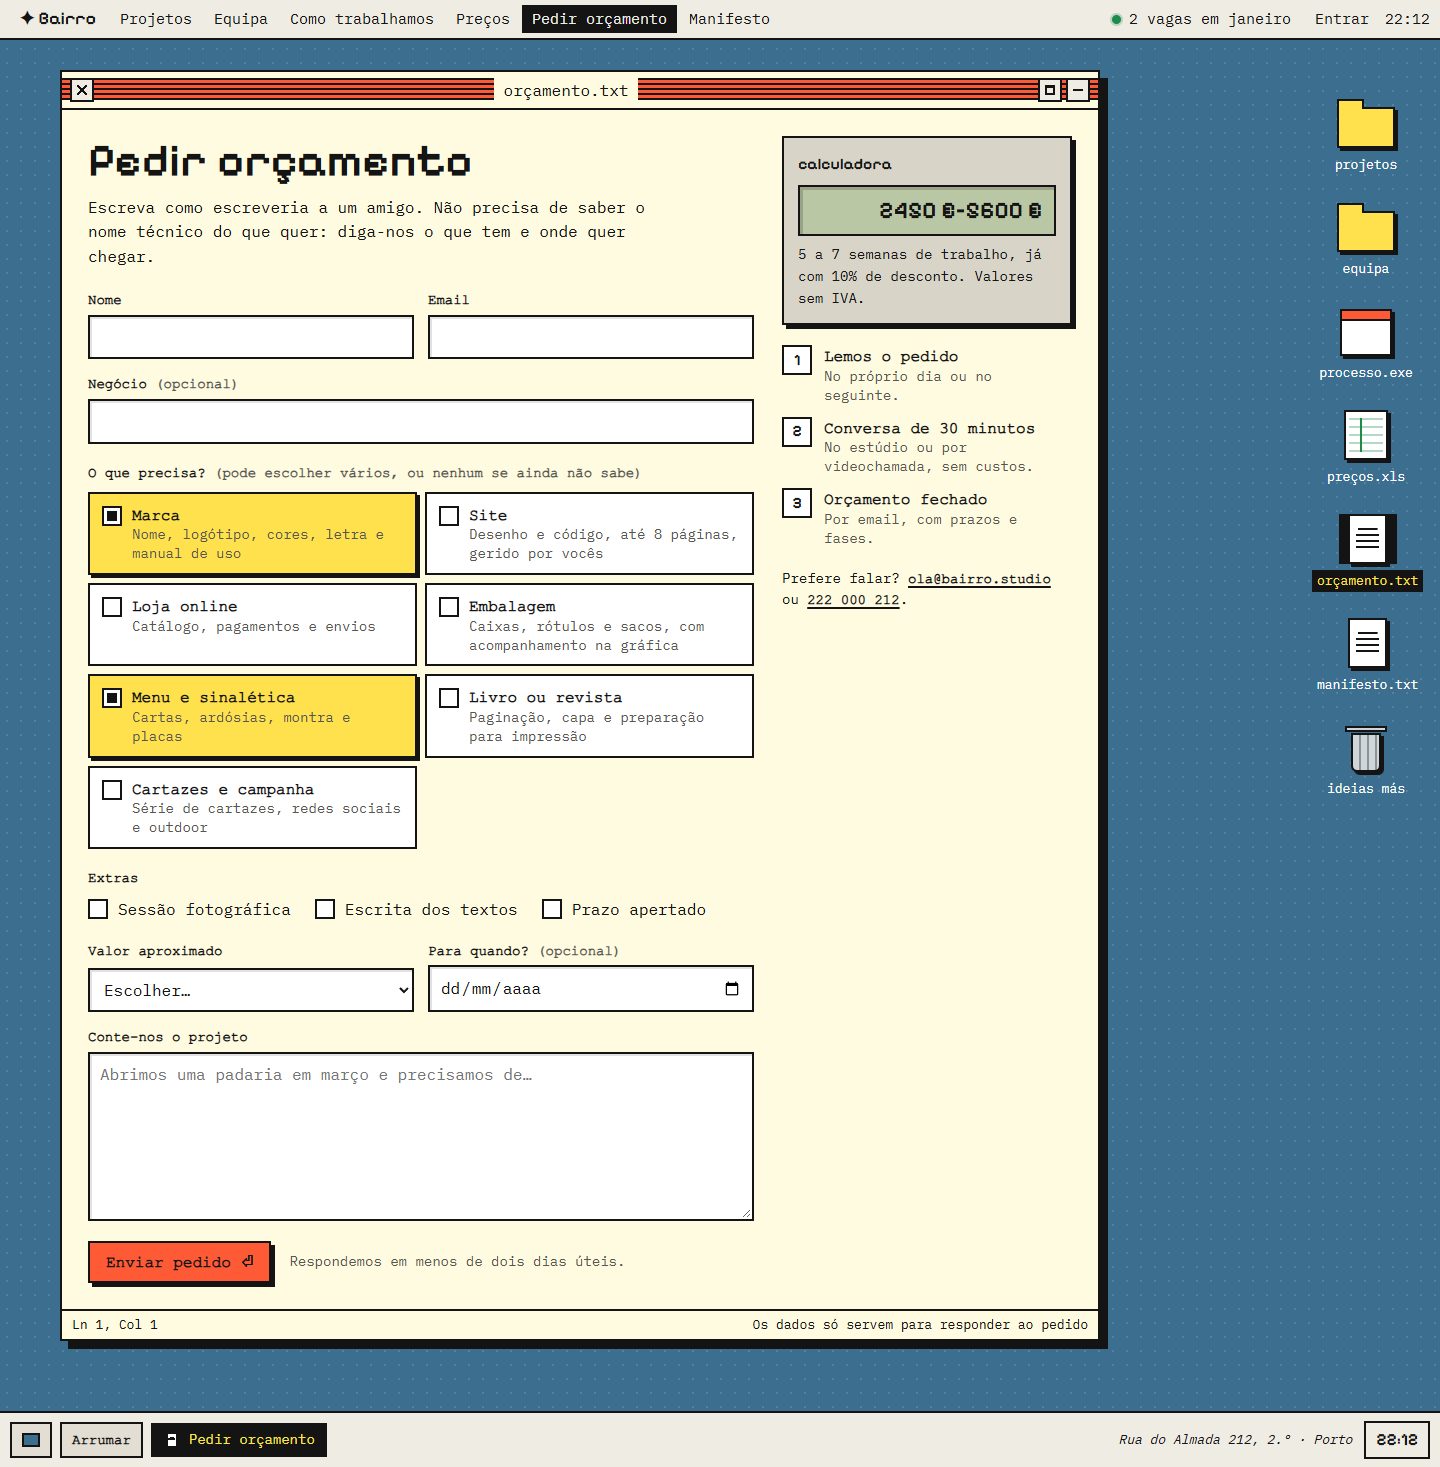 Bairro Projetos Equipa Como trabalhamos Preços Pedir orçamento Manifesto 2 vagas em janeiro Entrar 22:12
orçamento.txt
Pedir orçamento
Escreva como escreveria a um amigo. Não precisa de saber o
nome técnico do que quer: diga-nos o que tem e onde quer
chegar.
Nome
Email
Negócio (opcional)
O que precisa? (pode escolher vários, ou nenhum se ainda não sabe)
Marca
Nome, logótipo, cores, letra e
manual de uso
Site
Desenho e código, até 8 páginas,
gerido por vocês
Loja online
Catálogo, pagamentos e envios
Embalagem
Caixas, rótulos e sacos, com
acompanhamento na gráfica
Menu e sinalética
Cartas, ardósias, montra e
placas
Livro ou revista
Paginação, capa e preparação
para impressão
Cartazes e campanha
Série de cartazes, redes sociais
e outdoor
Extras
Sessão fotográfica
Escrita dos textos
Prazo apertado
Valor aproximado
Escolher…
Para quando? (opcional)
dd/mm/aaaa
Conte-nos o projeto
Abrimos uma padaria em março e precisamos de…
Enviar pedido ⏎
Respondemos em menos de dois dias úteis.
calculadora
5 a 7 semanas de trabalho, já
com 10% de desconto. Valores
sem IVA.
1 Lemos o pedido
No próprio dia ou no
seguinte.
2 Conversa de 30 minutos
No estúdio ou por
videochamada, sem custos.
3 Orçamento fechado
Por email, com prazos e
fases.
Prefere falar? ola@bairro.studio
ou 222 000 212.
Ln 1, Col 1
Os dados só servem para responder ao pedido
projetos
equipa
processo.exe
preços.xls
orçamento.txt
manifesto.txt
ideias más
Arrumar
Pedir orçamento
Rua do Almada 212, 2.º · Porto
22:12